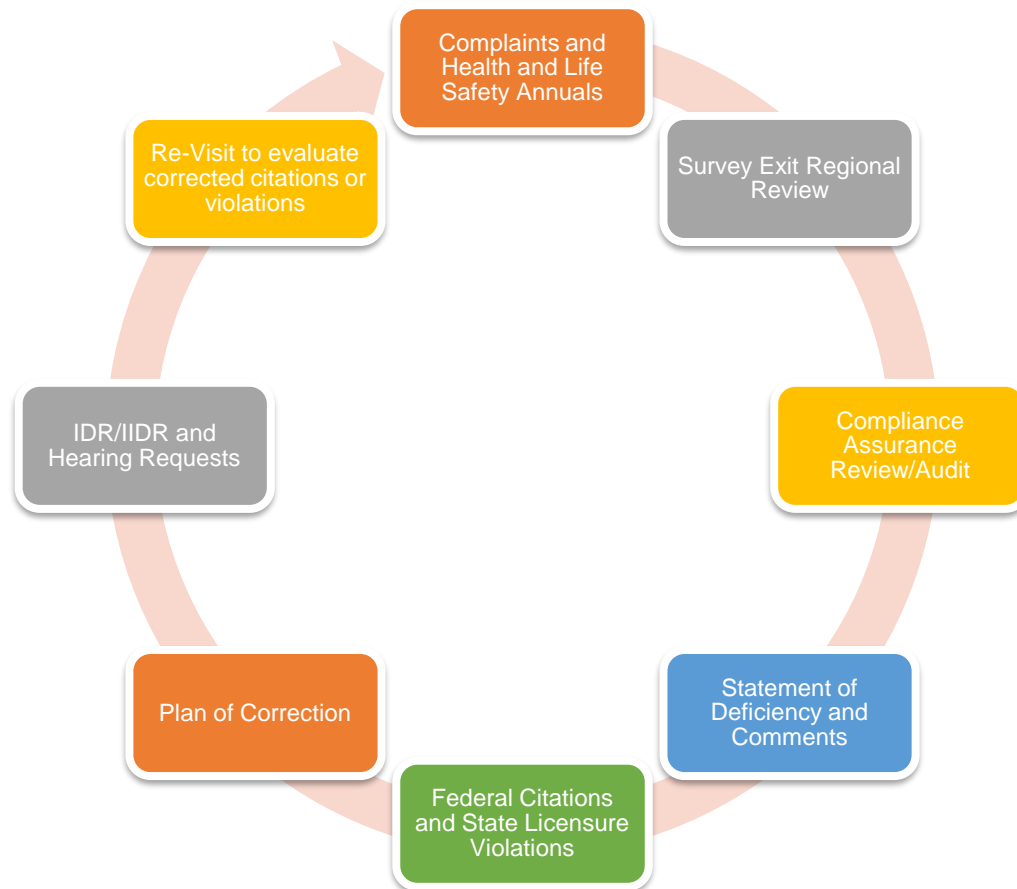 Complaints and
Health and Life
Safety Annuals
Survey Exit Regional
Review
Compliance
Assurance
Review/Audit
Statement of
Deficiency and
Comments
Federal Citations
and State Licensure
Violations
Plan of Correction
IDR/IIDR and
Hearing Requests
Re-Visit to evaluate
corrected citations or
violations